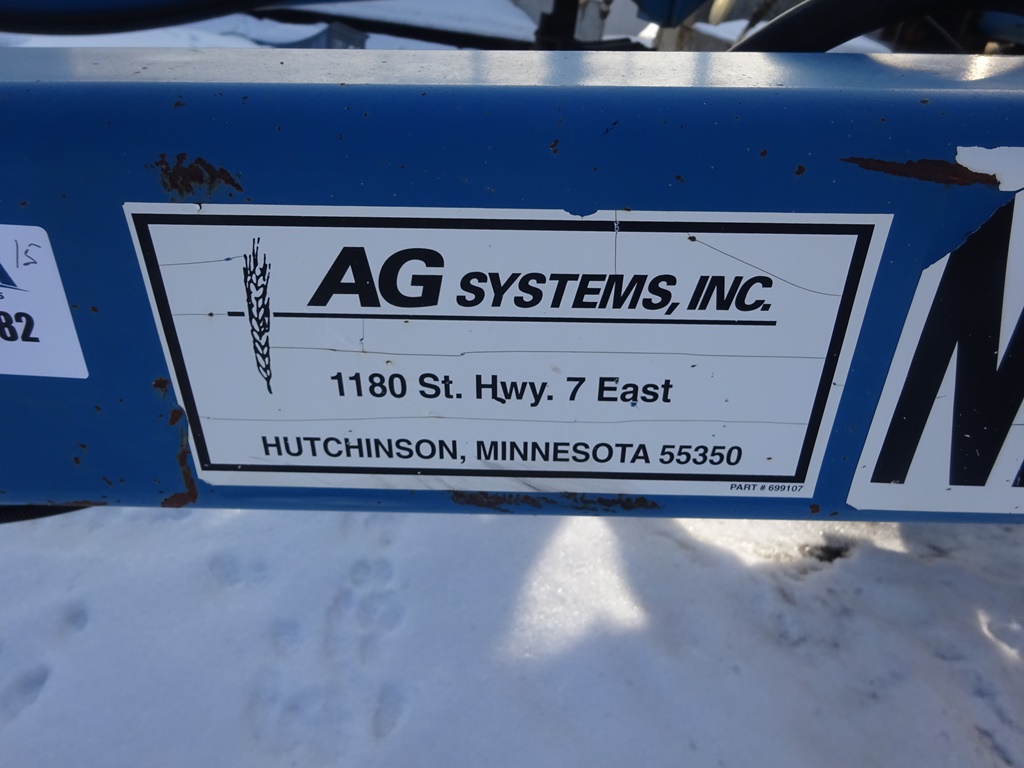 15
82
AG SYSTEMS, INC.
1180 St. Hwy. 7 East
HUTCHINSON, MINNESOTA 55350
PART # 699107